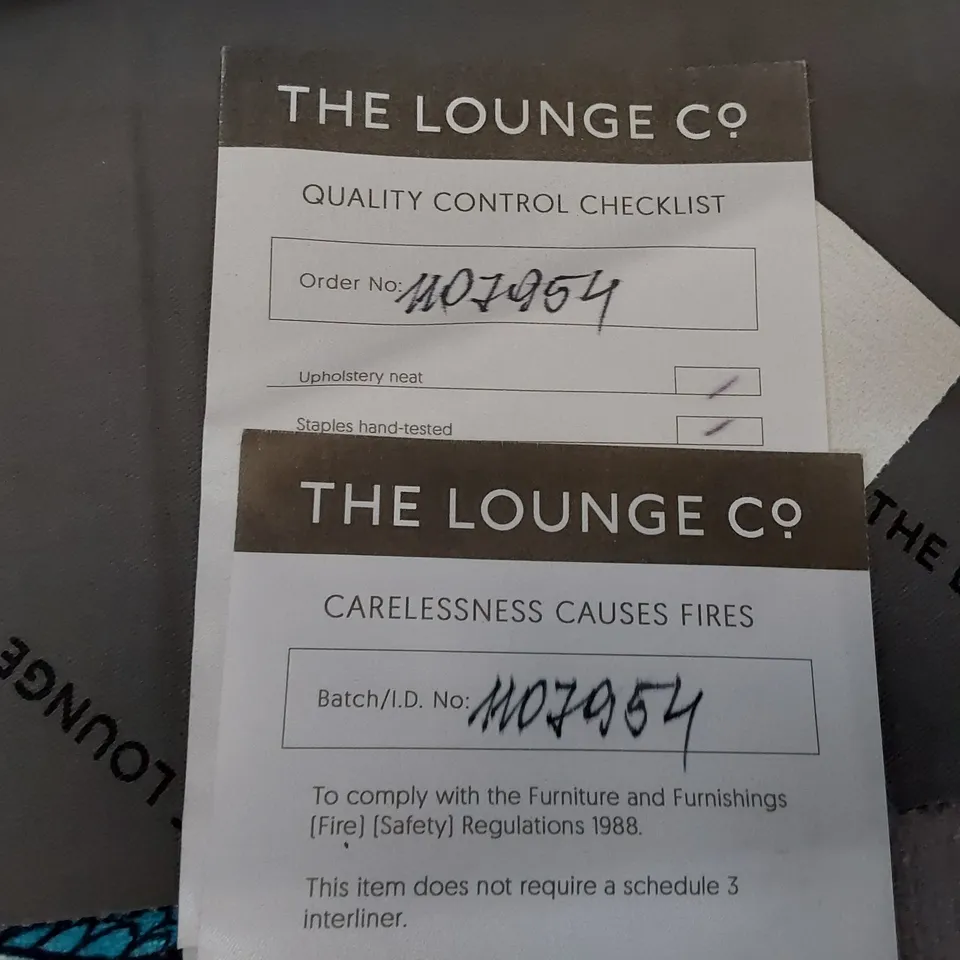 THE LOUNGE Cº
QUALITY CONTROL CHECKLIST
Order No: 1107954
Upholstery neat
Staples hand-tested
THE LOUNGE Cº
CARELESSNESS CAUSES FIRES
Batch/I.D. No: 1107954
To comply with the Furniture and Furnishings
(Fire) (Safety) Regulations 1988.
This item does not require a schedule 3
interliner.
THE
LOUNGE